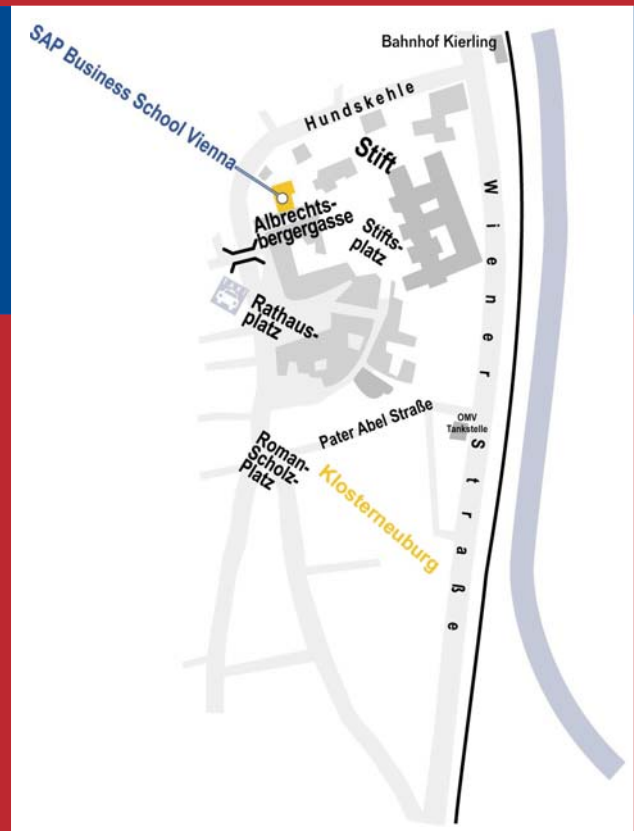 SAP Business School Vienna
Bahnhof Kierling
Hundskehle
Stift
Wiener Straße
Albrechts-
bergergasse
Stifts-
platz
Rathaus-
platz
Pater Abel Straße
OMV
Tankstelle
Roman-
Scholz-
Platz
Klosterneuburg